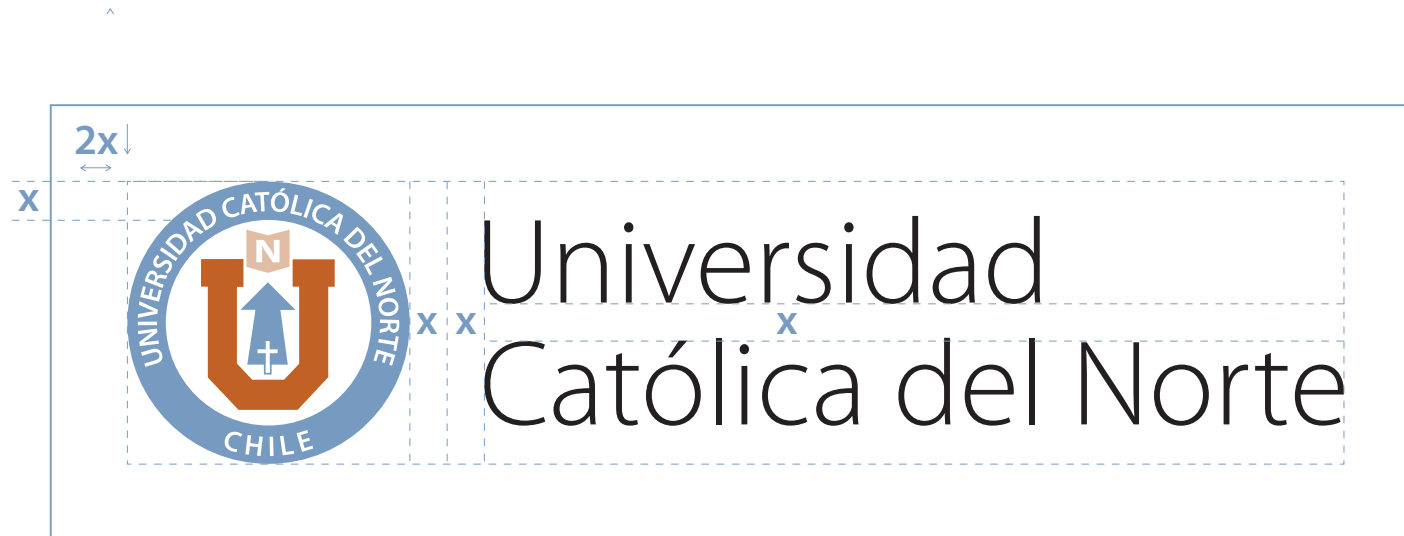 2x
x
UNIVERSIDAD CATÓLICA DEL NORTE
N
CHILE
x x
Universidad
x
Católica del Norte